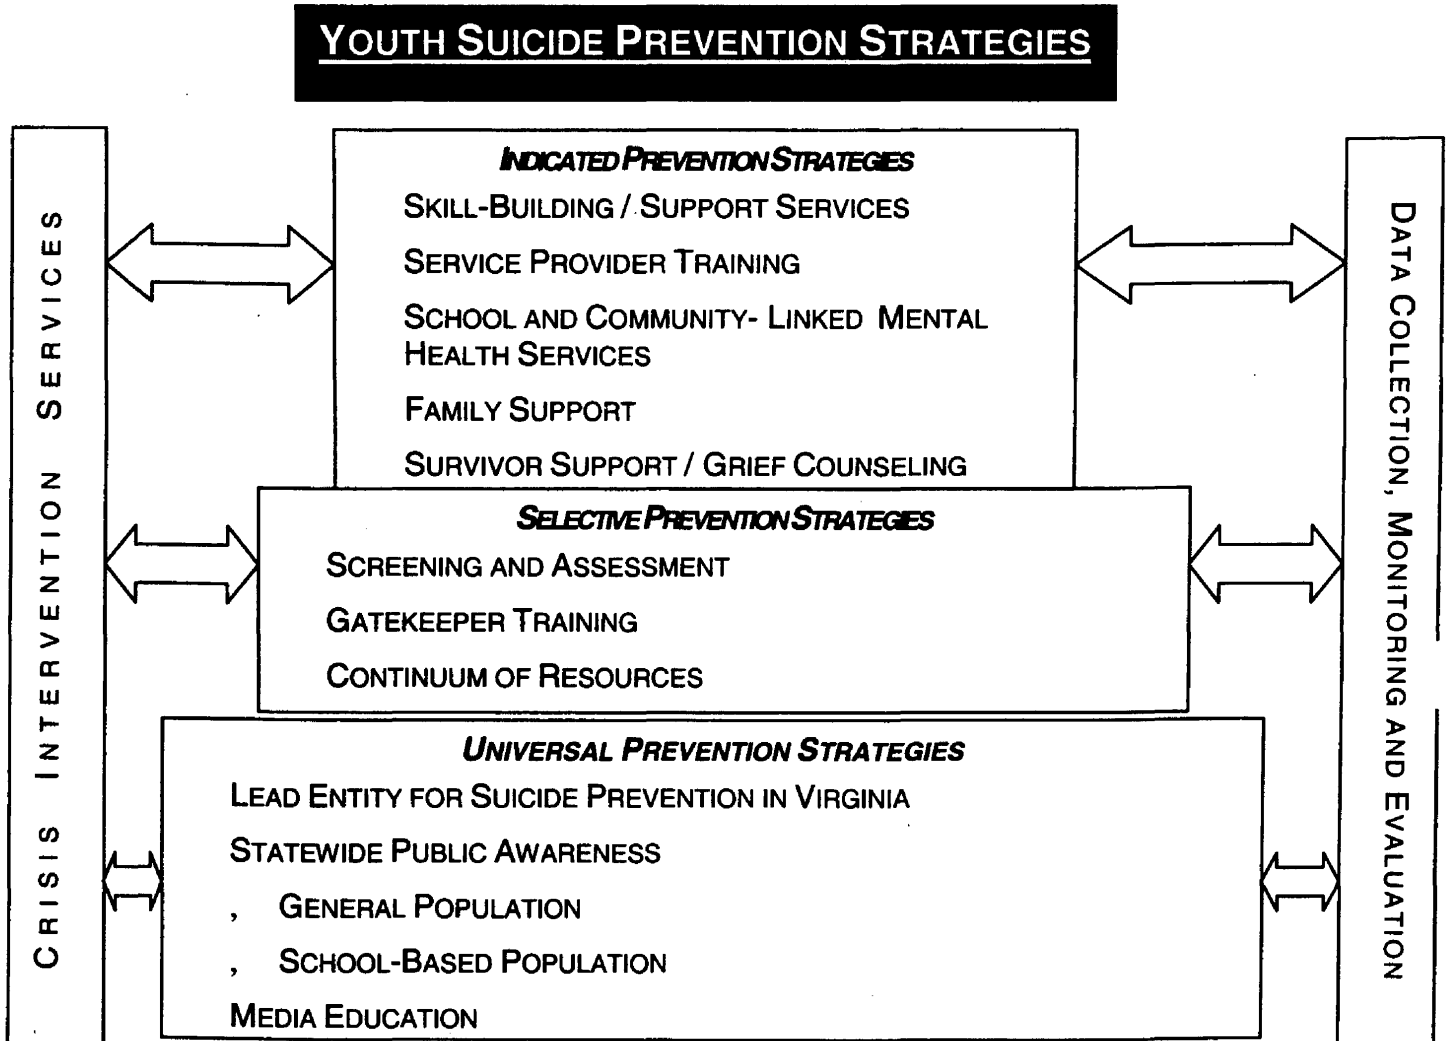 YOUTH SUICIDE PREVENTION STRATEGIES
CRISIS INTERVENTION SERVICES
INDICATED PREVENTION STRATEGIES
SKILL-BUILDING / SUPPORT SERVICES
SERVICE PROVIDER TRAINING
SCHOOL AND COMMUNITY- LINKED MENTAL
HEALTH SERVICES
FAMILY SUPPORT
SURVIVOR SUPPORT / GRIEF COUNSELING
SELECTIVE PREVENTION STRATEGIES
SCREENING AND ASSESSMENT
GATEKEEPER TRAINING
CONTINUUM OF RESOURCES
UNIVERSAL PREVENTION STRATEGIES
LEAD ENTITY FOR SUICIDE PREVENTION IN VIRGINIA
STATEWIDE PUBLIC AWARENESS
, GENERAL POPULATION
, SCHOOL-BASED POPULATION
MEDIA EDUCATION
DATA COLLECTION, MONITORING AND EVALUATION